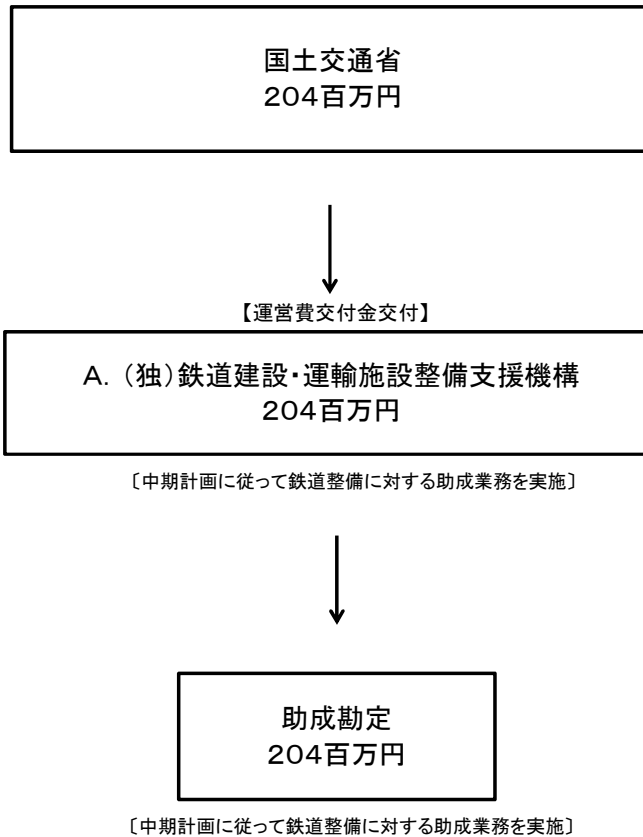 国土交通省
204百万円
【運営費交付金交付】
A. (独)鉄道建設・運輸施設整備支援機構
204百万円
〔中期計画に従って鉄道整備に対する助成業務を実施〕
助成勘定
204百万円
〔中期計画に従って鉄道整備に対する助成業務を実施〕